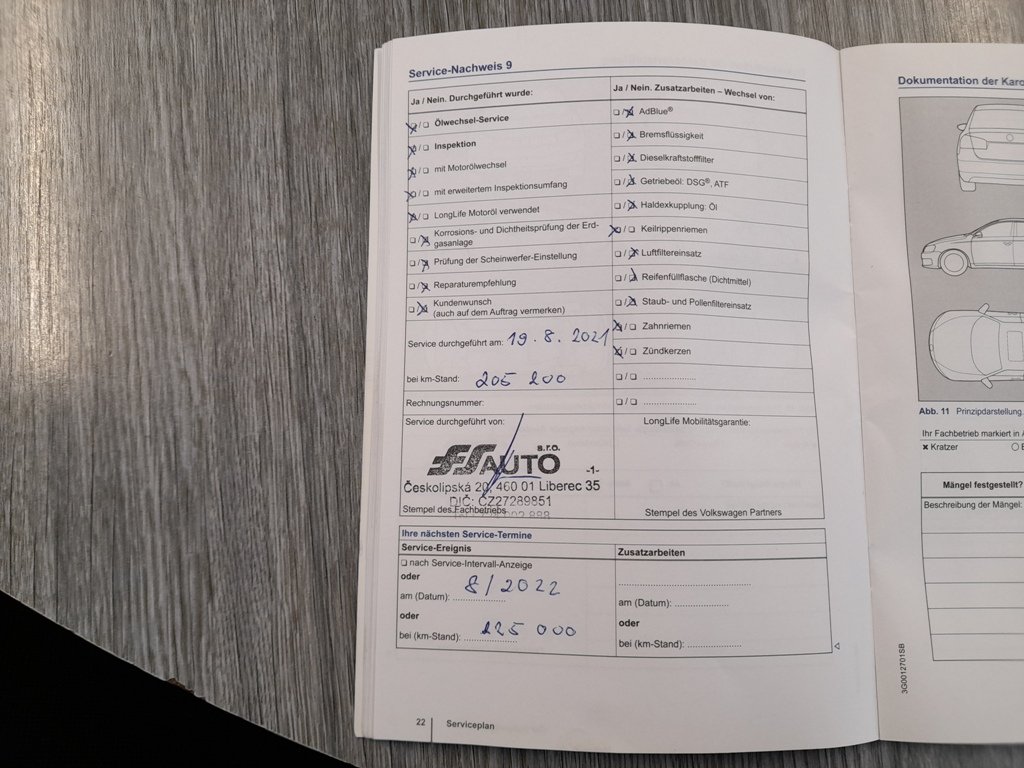 Service-Nachweis 9
Ja / Nein. Durchgeführt wurde:
☒/☐ Ölwechsel-Service
☒/☐ Inspektion
☒/☐ mit Motorölwechsel
☒/☐ mit erweitertem Inspektionsumfang
☒/☐ LongLife Motoröl verwendet
☐/☒ Korrosions- und Dichtheitsprüfung der Erd-
gasanlage
☐/☒ Prüfung der Scheinwerfer-Einstellung
☐/☒ Reparaturempfehlung
☐/☒ Kundenwunsch
(auch auf dem Auftrag vermerken)
Service durchgeführt am: 19.8.2021
bei km-Stand: 205 200
Rechnungsnummer:
Service durchgeführt von:
AUTO s.r.o.
-1-
Českolipská 20, 460 01 Liberec 35
DIČ: CZ27289851
Stempel des Fachbetriebs
Ja / Nein. Zusatzarbeiten – Wechsel von:
☐/☒ AdBlue®
☐/☒ Bremsflüssigkeit
☐/☒ Dieselkraftstofffilter
☐/☒ Getriebeöl: DSG®, ATF
☐/☒ Haldexkupplung: Öl
☒/☐ Keilrippenriemen
☐/☒ Luftfiltereinsatz
☐/☒ Reifenfüllflasche (Dichtmittel)
☐/☒ Staub- und Pollenfiltereinsatz
☒/☐ Zahnriemen
☒/☐ Zündkerzen
☐/☐ .....................
☐/☐ .....................
LongLife Mobilitätsgarantie:
Stempel des Volkswagen Partners
Ihre nächsten Service-Termine
Service-Ereignis
☐ nach Service-Intervall-Anzeige
oder
am (Datum): 8/2022
oder
bei (km-Stand): 225 000
Zusatzarbeiten
am (Datum): .....................
oder
bei (km-Stand): .....................
22 Serviceplan
Dokumentation der
Abb. 11 Prinzipdarstellung
Ihr Fachbetrieb markiert in
✖ Kratzer
Mängel festgestellt?
Beschreibung der Mängel:
3G0012701SB